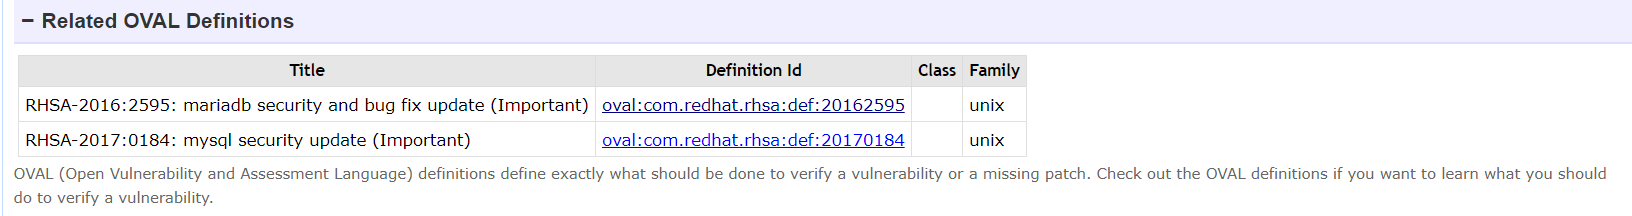 − Related OVAL Definitions
Title Definition Id Class Family
RHSA-2016:2595: mariadb security and bug fix update (Important) oval:com.redhat.rhsa:def:20162595 unix
RHSA-2017:0184: mysql security update (Important) oval:com.redhat.rhsa:def:20170184 unix
OVAL (Open Vulnerability and Assessment Language) definitions define exactly what should be done to verify a vulnerability or a missing patch. Check out the OVAL definitions if you want to learn what you should
do to verify a vulnerability.